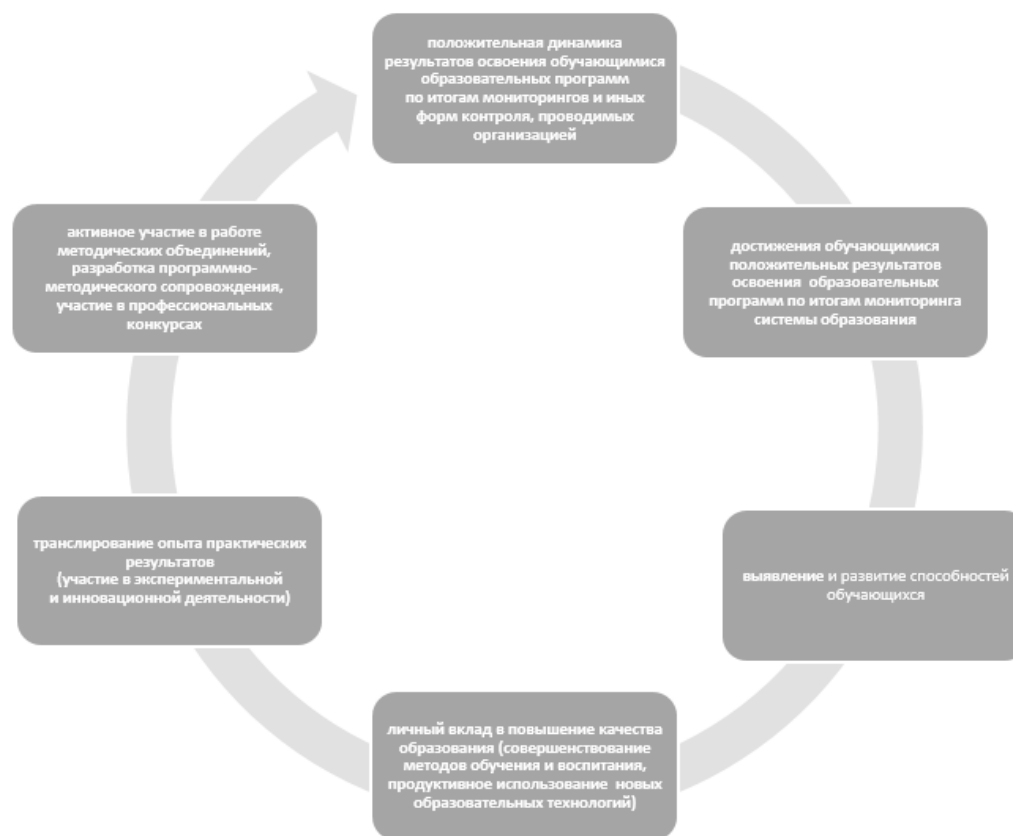 положительная динамика
результатов освоения обучающимися
образовательных программ
по итогам мониторингов и иных
форм контроля, проводимых
организацией
достижения обучающимися
положительных результатов
освоения образовательных
программ по итогам мониторинга
системы образования
выявление и развитие способностей
обучающихся
личный вклад в повышение качества
образования (совершенствование
методов обучения и воспитания,
продуктивное использование новых
образовательных технологий)
транслирование опыта практических
результатов
(участие в экспериментальной
и инновационной деятельности)
активное участие в работе
методических объединений,
разработка программно-
методического сопровождения,
участие в профессиональных
конкурсах